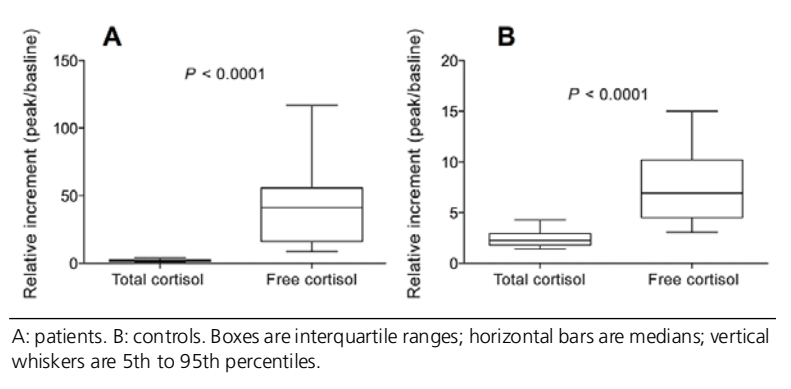 A
B
Relative increment (peak/basline)
150
100
50
0
P < 0.0001
Total cortisol
Free cortisol
Relative increment (peak/basline)
20
15
10
5
0
P < 0.0001
Total cortisol
Free cortisol
A: patients. B: controls. Boxes are interquartile ranges; horizontal bars are medians; vertical
whiskers are 5th to 95th percentiles.